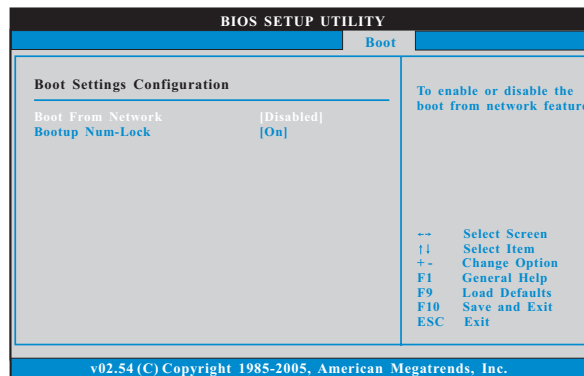 BIOS SETUP UTILITY
Boot
Boot Settings Configuration
Boot From Network [Disabled]
Bootup Num-Lock [On]
To enable or disable the
boot from network feature
←→ Select Screen
↑↓ Select Item
+ - Change Option
F1 General Help
F9 Load Defaults
F10 Save and Exit
ESC Exit
v02.54 (C) Copyright 1985-2005, American Megatrends, Inc.